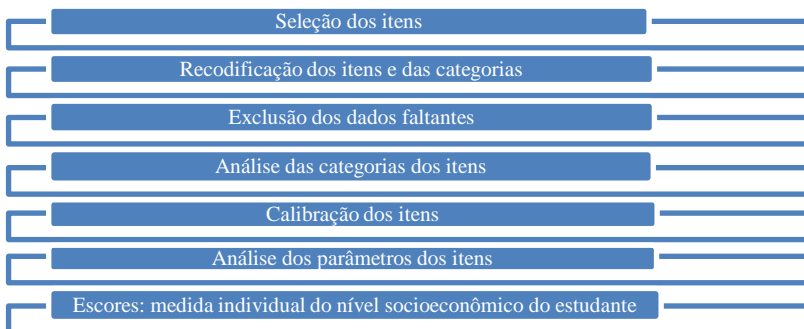 Seleção dos itens
Recodificação dos itens e das categorias
Exclusão dos dados faltantes
Análise das categorias dos itens
Calibração dos itens
Análise dos parâmetros dos itens
Escores: medida individual do nível socioeconômico do estudante